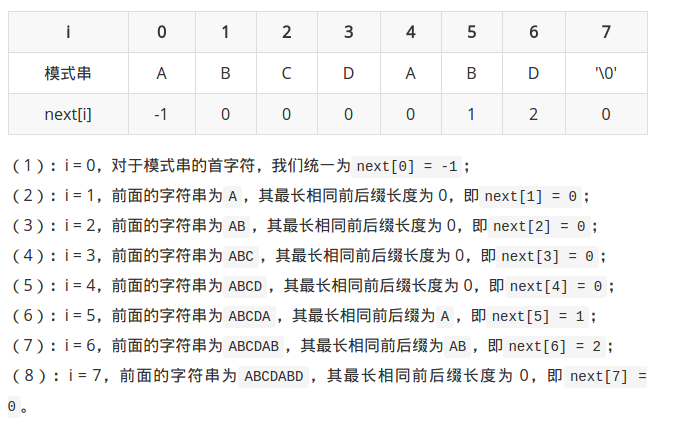 i 0 1 2 3 4 5 6 7
模式串 A B C D A B D '\0'
next[i] -1 0 0 0 0 1 2 0
（1）: i = 0，对于模式串的首字符，我们统一为 next[0] = -1；
（2）: i = 1，前面的字符串为 A ，其最长相同前后缀长度为 0，即 next[1] = 0；
（3）: i = 2，前面的字符串为 AB ，其最长相同前后缀长度为 0，即 next[2] = 0；
（4）: i = 3，前面的字符串为 ABC ，其最长相同前后缀长度为 0，即 next[3] = 0；
（5）: i = 4，前面的字符串为 ABCD ，其最长相同前后缀长度为 0，即 next[4] = 0；
（6）: i = 5，前面的字符串为 ABCDA ，其最长相同前后缀为 A ，即 next[5] = 1；
（7）: i = 6，前面的字符串为 ABCDAB ，其最长相同前后缀为 AB ，即 next[6] = 2；
（8）: i = 7，前面的字符串为 ABCDABD ，其最长相同前后缀长度为 0，即 next[7] =
0 。